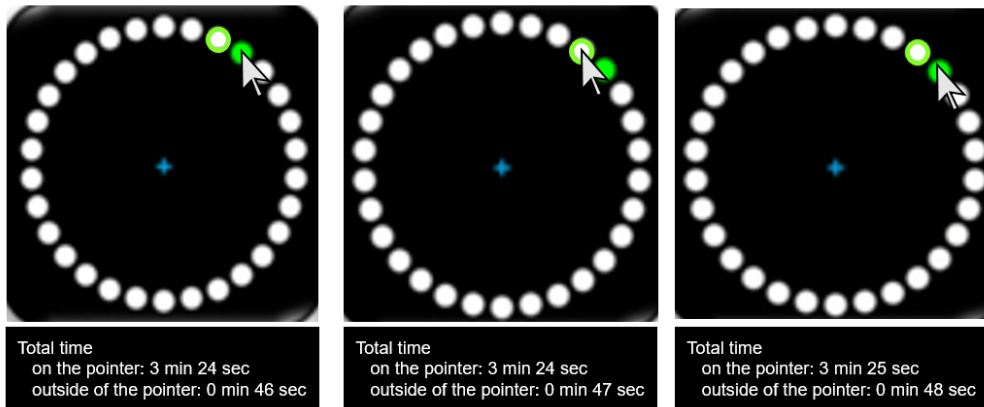 Total time
on the pointer: 3 min 24 sec
outside of the pointer: 0 min 46 sec
Total time
on the pointer: 3 min 24 sec
outside of the pointer: 0 min 47 sec
Total time
on the pointer: 3 min 25 sec
outside of the pointer: 0 min 48 sec